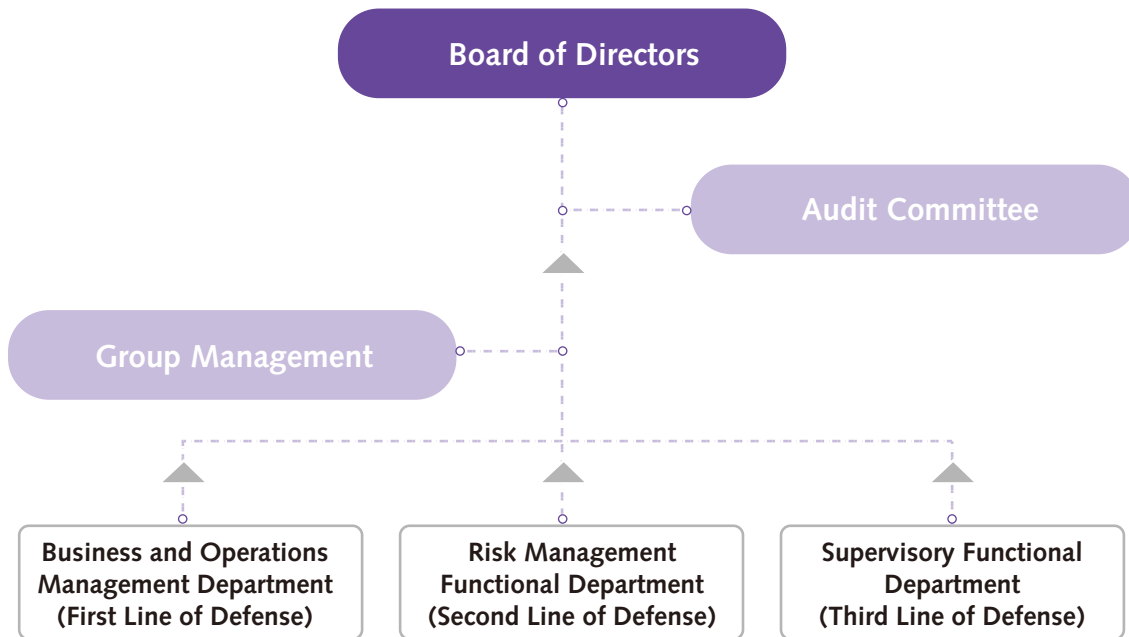 Board of Directors
Audit Committee
Group Management
Business and Operations
Management Department
(First Line of Defense)
Risk Management
Functional Department
(Second Line of Defense)
Supervisory Functional
Department
(Third Line of Defense)